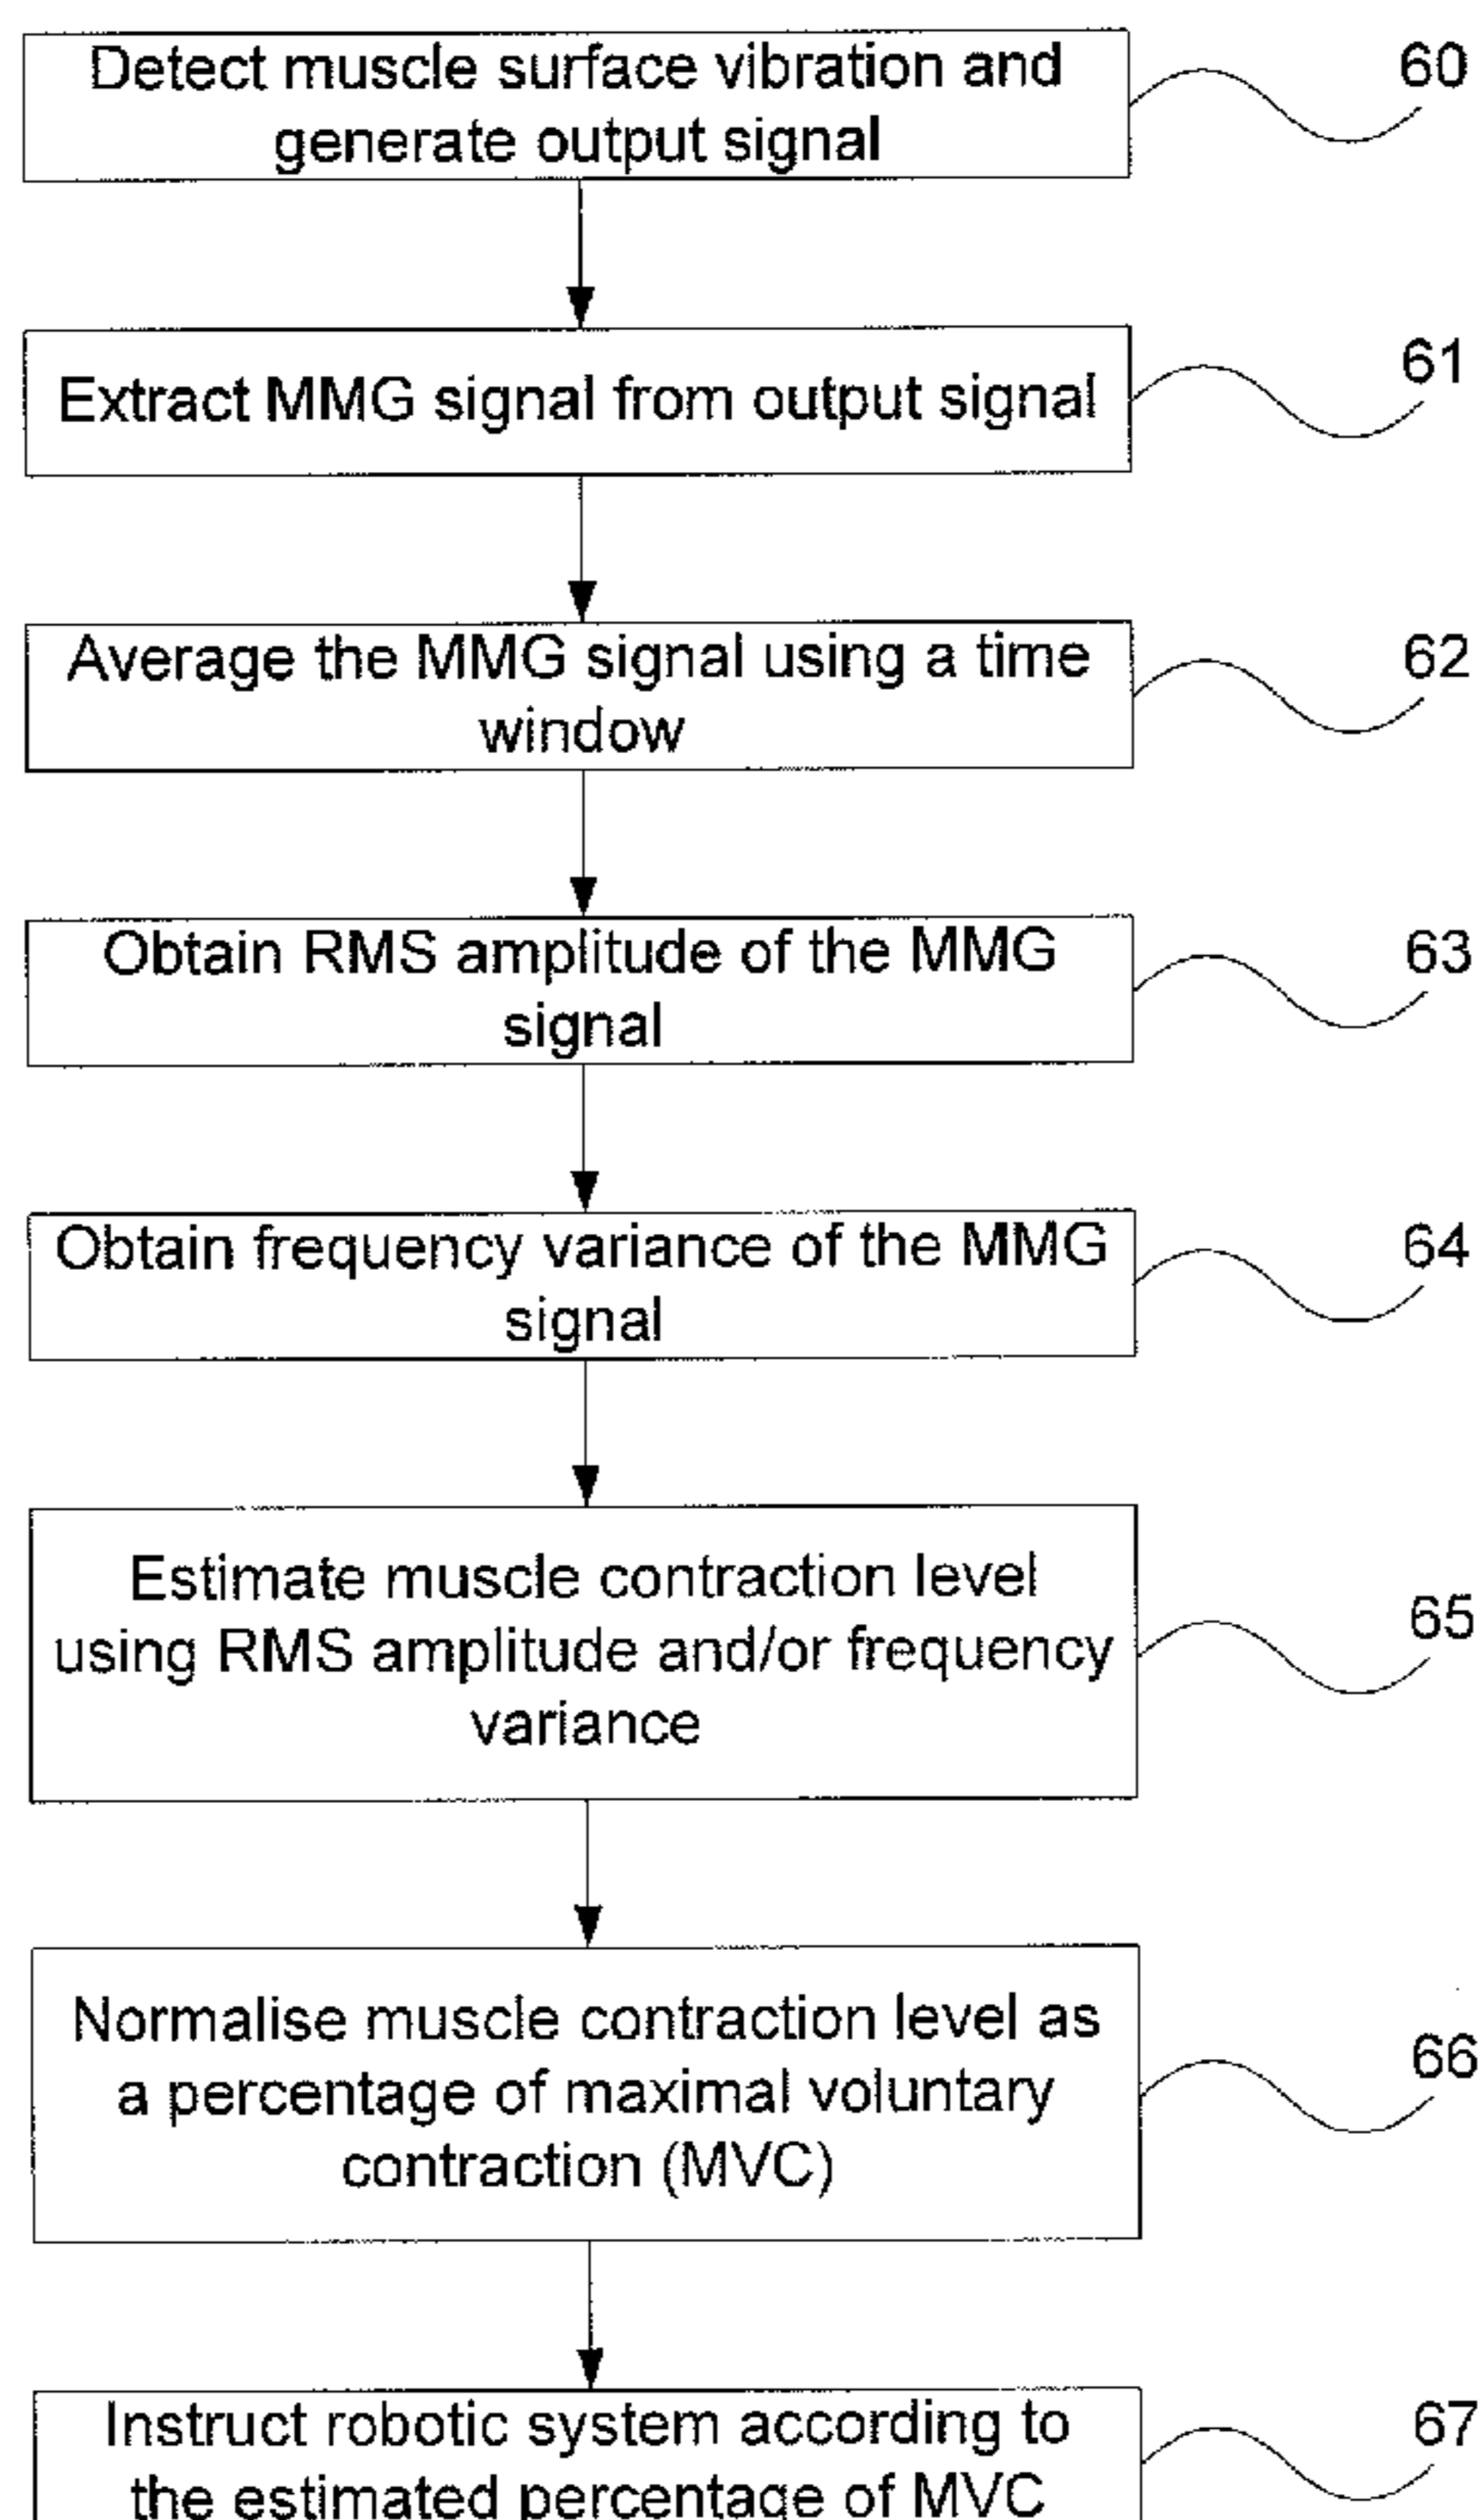 Detect muscle surface vibration and
generate output signal
60
Extract MMG signal from output signal
61
Average the MMG signal using a time
window
62
Obtain RMS amplitude of the MMG
signal
63
Obtain frequency variance of the MMG
signal
64
Estimate muscle contraction level
using RMS amplitude and/or frequency
variance
65
Normalise muscle contraction level as
a percentage of maximal voluntary
contraction (MVC)
66
Instruct robotic system according to
the estimated percentage of MVC
67